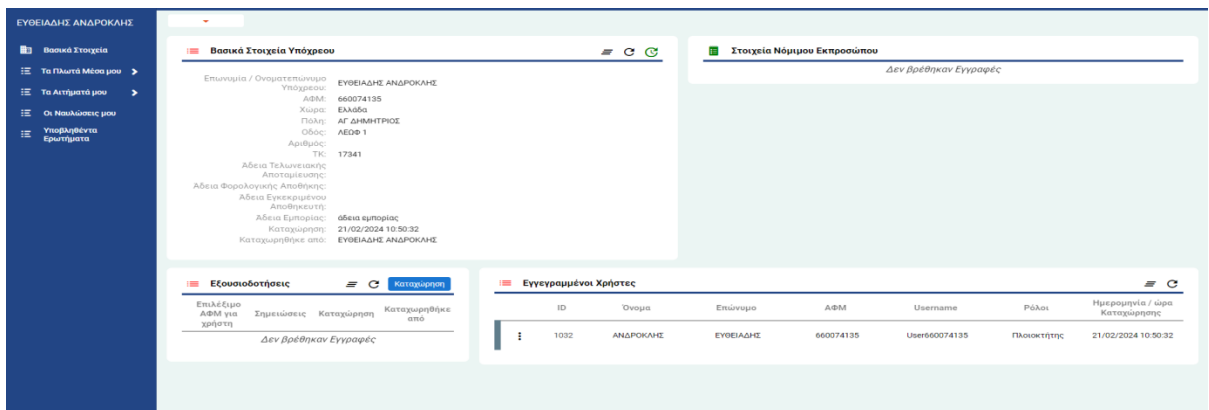 ΕΥΘΕΙΑΔΗΣ ΑΝΔΡΟΚΛΗΣ
Βασικά Στοιχεία
Τα Πλωτά Μέσα μου
Τα Αιτήματά μου
Οι Ναυλώσεις μου
Υποβληθέντα
Ερωτήματα
Βασικά Στοιχεία Υπόχρεου
Επωνυμία / Ονοματεπώνυμο
Υπόχρεου: ΕΥΘΕΙΑΔΗΣ ΑΝΔΡΟΚΛΗΣ
ΑΦΜ: 660074135
Χώρα: Ελλάδα
Πόλη: ΑΓ ΔΗΜΗΤΡΙΟΣ
Οδός: ΛΕΩΦ 1
Αριθμός:
ΤΚ: 17341
Άδεια Τελωνειακής
Αποταμίευσης:
Άδεια Φορολογικής Αποθήκης:
Άδεια Εγκεκριμένου
Αποθηκευτή:
Άδεια Εμπορίας: άδεια εμπορίας
Καταχώρηση: 21/02/2024 10:50:32
Καταχωρηθηκε από: ΕΥΘΕΙΑΔΗΣ ΑΝΔΡΟΚΛΗΣ
Στοιχεία Νόμιμου Εκπροσώπου
Δεν βρέθηκαν Εγγραφές
Εξουσιοδοτήσεις Καταχώρηση
Επιλέξιμο
ΑΦΜ για
χρήστη
Σημειώσεις
Καταχώρηση
Καταχωρηθηκε
από
Δεν βρέθηκαν Εγγραφές
Εγγεγραμμένοι Χρήστες
ID Όνομα Επώνυμο ΑΦΜ Username Ρόλοι Ημερομηνία / ώρα
Καταχώρησης
1032 ΑΝΔΡΟΚΛΗΣ ΕΥΘΕΙΑΔΗΣ 660074135 User660074135 Πλοιοκτήτης 21/02/2024 10:50:32